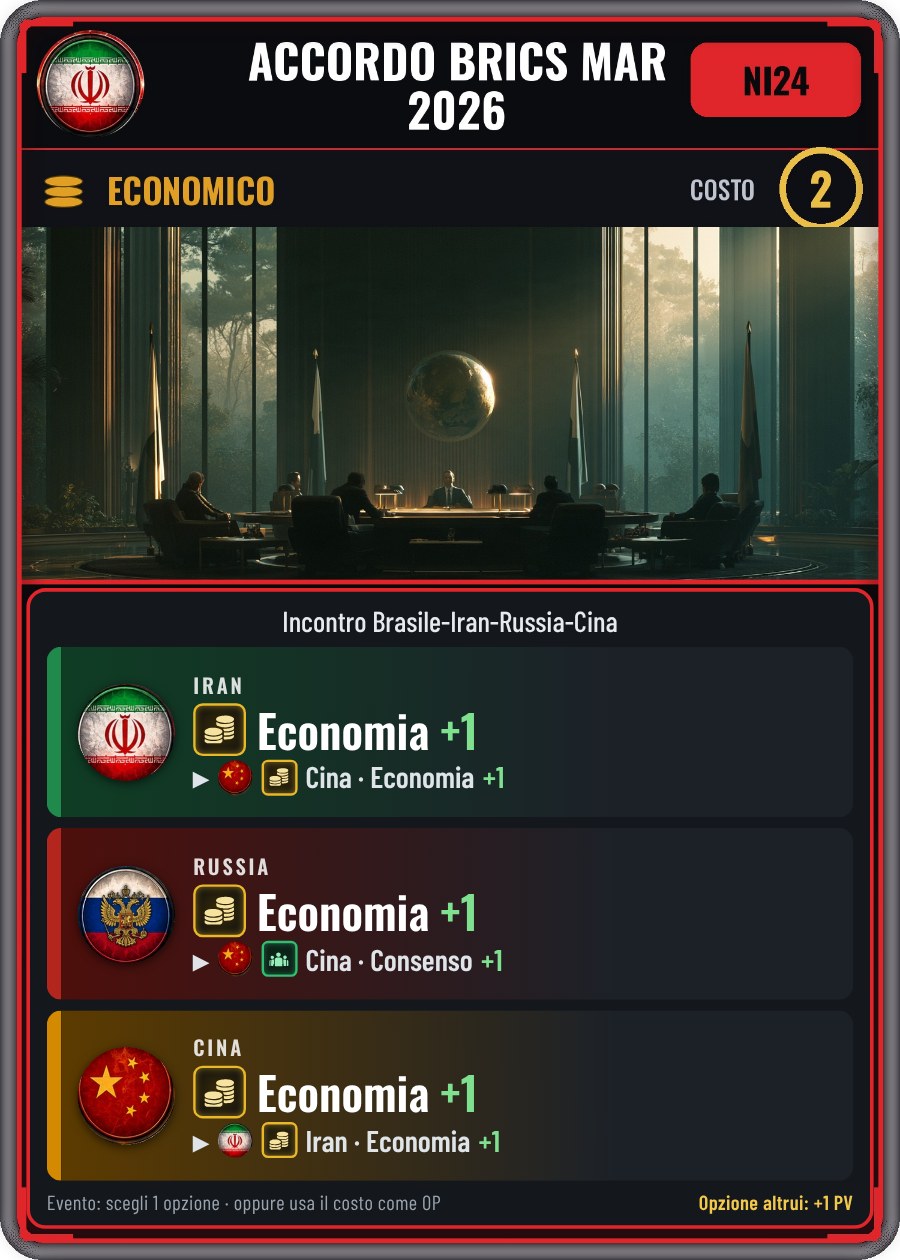 ACCORDO BRICS MAR
2026
NI24
ECONOMICO
COSTO
2
Incontro Brasile-Iran-Russia-Cina
IRAN
Economia +1
▶ Cina · Economia +1
RUSSIA
Economia +1
▶ Cina · Consenso +1
CINA
Economia +1
▶ Iran · Economia +1
Evento: scegli 1 opzione · oppure usa il costo come OP
Opzione altrui: +1 PV